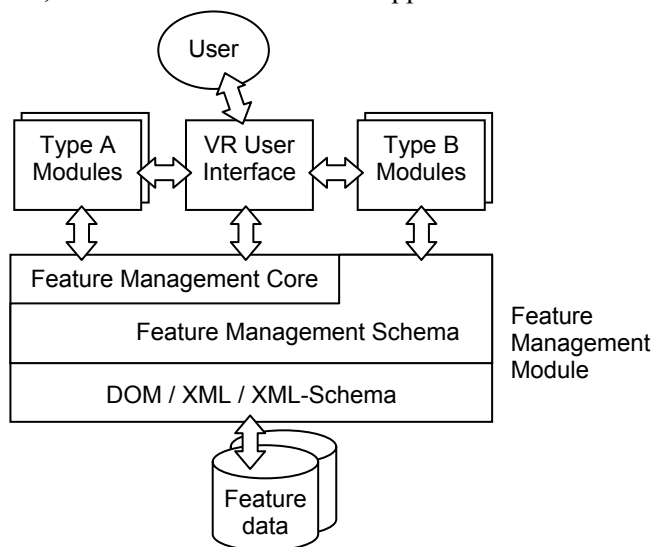 User
Type A
Modules
VR User
Interface
Type B
Modules
Feature Management Core
Feature Management Schema
Feature
Management
Module
DOM / XML / XML-Schema
Feature
data